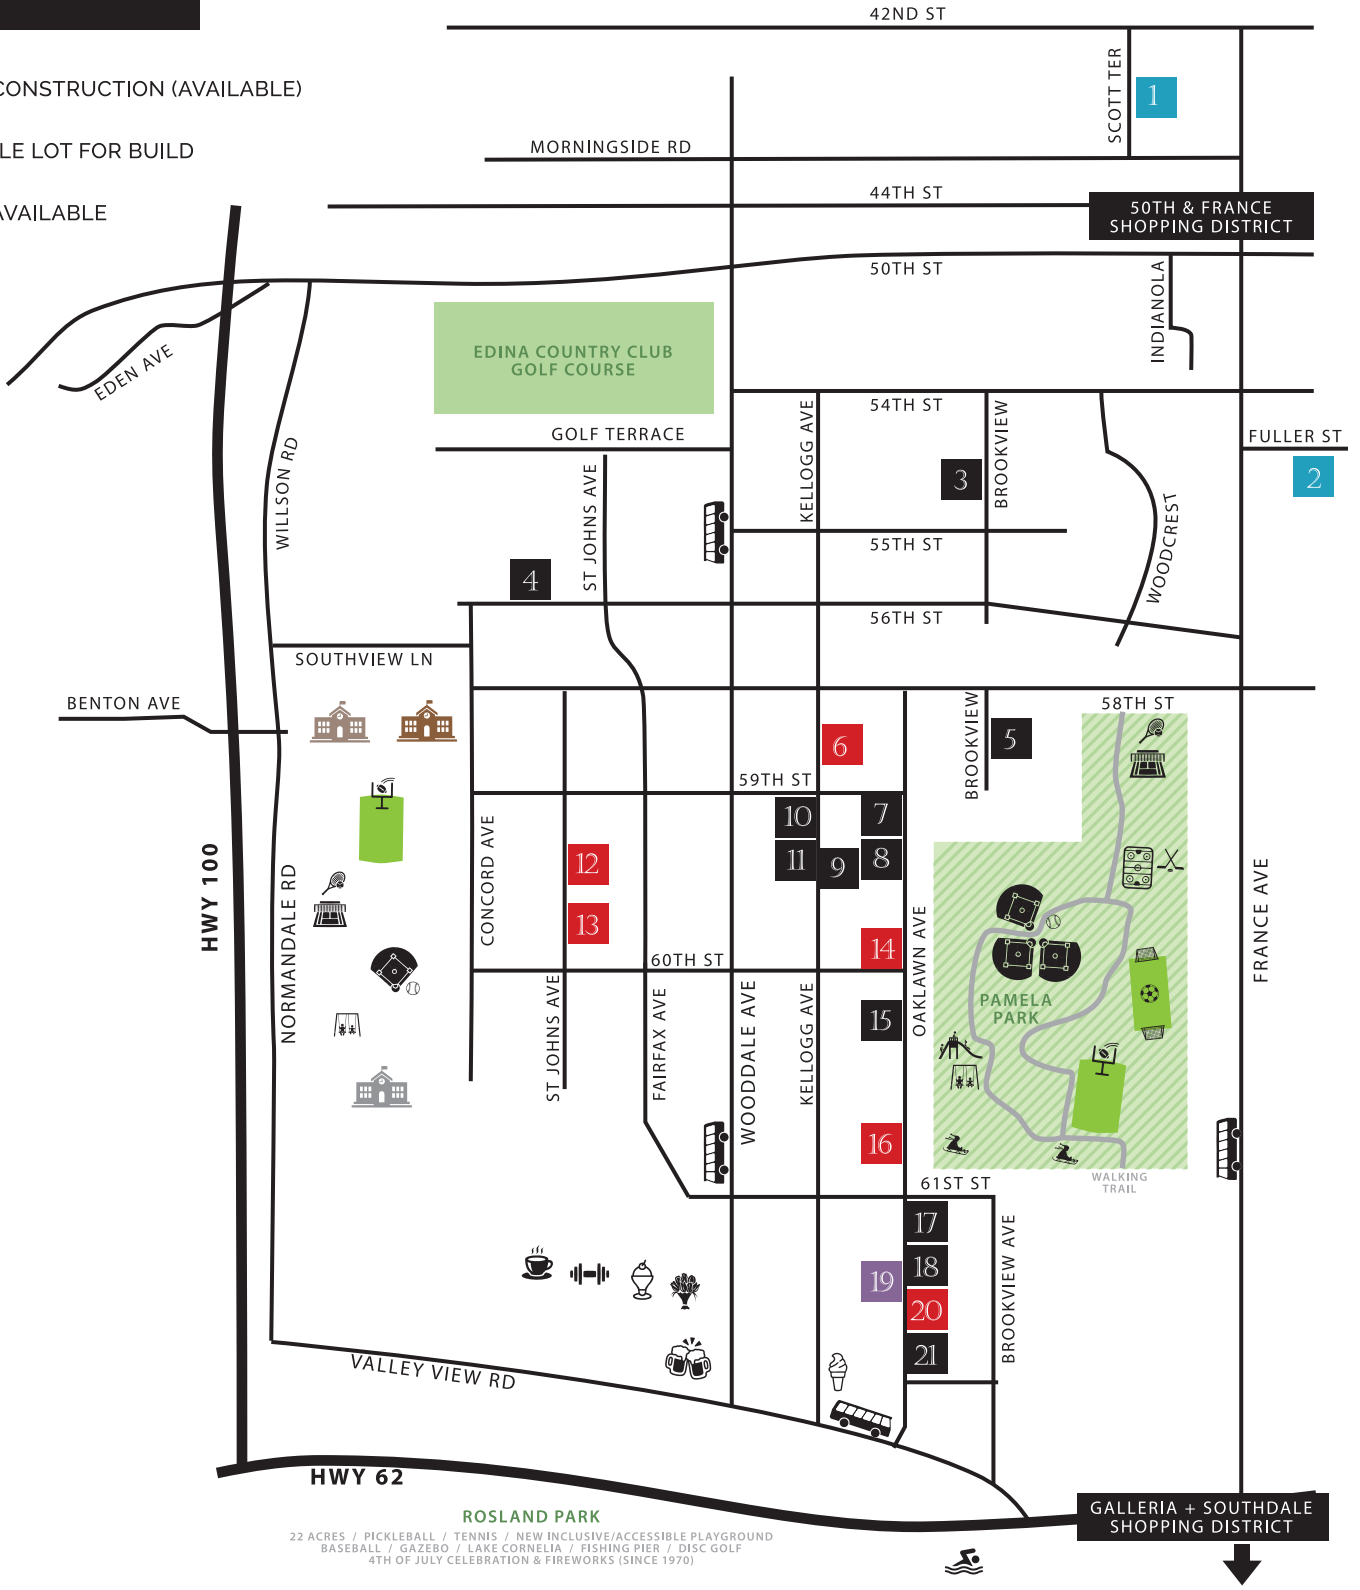 42ND ST
SCOTT TER
1
CONSTRUCTION (AVAILABLE)
LE LOT FOR BUILD
MORNINGSIDE RD
AVAILABLE
44TH ST
50TH & FRANCE
SHOPPING DISTRICT
50TH ST
INDIANOLA
EDEN AVE
EDINA COUNTRY CLUB
GOLF COURSE
54TH ST
GOLF TERRACE
KELLOGG AVE
BROOKVIEW
FULLER ST
2
3
WILLSON RD
ST JOHNS AVE
WOODCREST
55TH ST
4
56TH ST
SOUTHVIEW LN
BENTON AVE
58TH ST
BROOKVIEW
5
6
59TH ST
10
7
11
9
8
12
13
CONCORD AVE
HWY 100
NORMANDALE RD
14
OAKLAWN AVE
FRANCE AVE
60TH ST
PAMELA
PARK
15
ST JOHNS AVE
FAIRFAX AVE
WOODDALE AVE
KELLOGG AVE
16
WALKING
TRAIL
61ST ST
17
18
19
20
21
BROOKVIEW AVE
VALLEY VIEW RD
HWY 62
GALLERIA + SOUTHDALE
SHOPPING DISTRICT
ROSLAND PARK
22 ACRES / PICKLEBALL / TENNIS / NEW INCLUSIVE/ACCESSIBLE PLAYGROUND
BASEBALL / GAZEBO / LAKE CORNELIA / FISHING PIER / DISC GOLF
4TH OF JULY CELEBRATION & FIREWORKS (SINCE 1970)